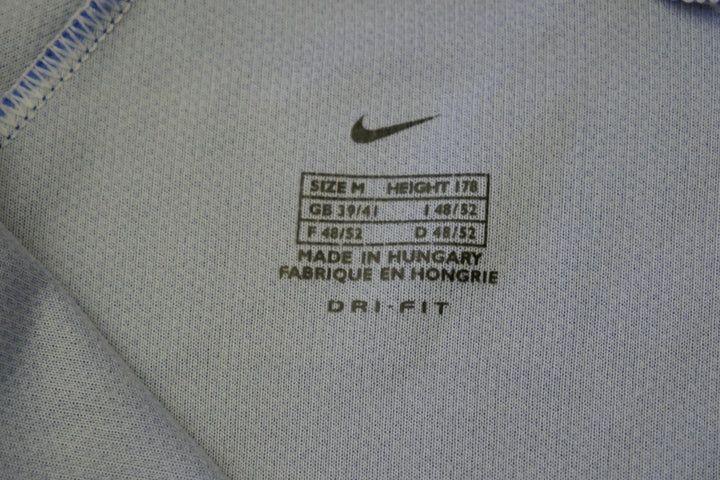 SIZE M HEIGHT 178
GB 39/41 I 48/52
F 48/52 D 48/52
MADE IN HUNGARY
FABRIQUE EN HONGRIE
DRI-FIT